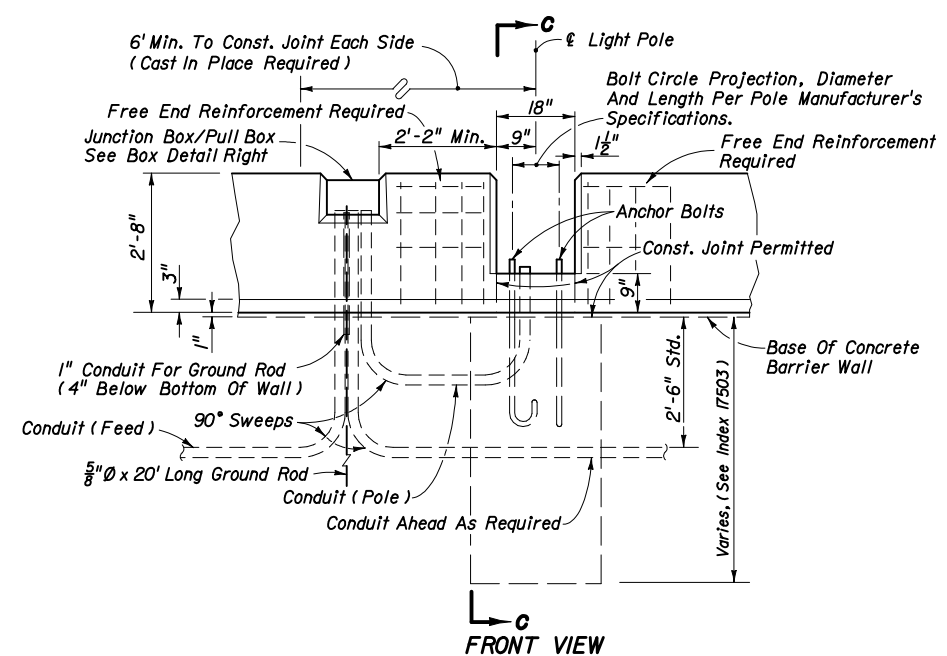 C
6' Min. To Const. Joint Each Side
(Cast In Place Required)
℄ Light Pole
Bolt Circle Projection, Diameter
And Length Per Pole Manufacturer's
Specifications.
18"
Free End Reinforcement Required
Junction Box/Pull Box
See Box Detail Right
2'-2" Min.
9"
1½"
Free End Reinforcement
Required
Anchor Bolts
Const. Joint Permitted
2'-8"
3"
1"
9"
1" Conduit For Ground Rod
(4" Below Bottom Of Wall)
2'-6" Std.
Base Of Concrete
Barrier Wall
90° Sweeps
Conduit (Feed)
⅝"Ø x 20' Long Ground Rod
Conduit (Pole)
Conduit Ahead As Required
Varies, (See Index 17503)
C
FRONT VIEW